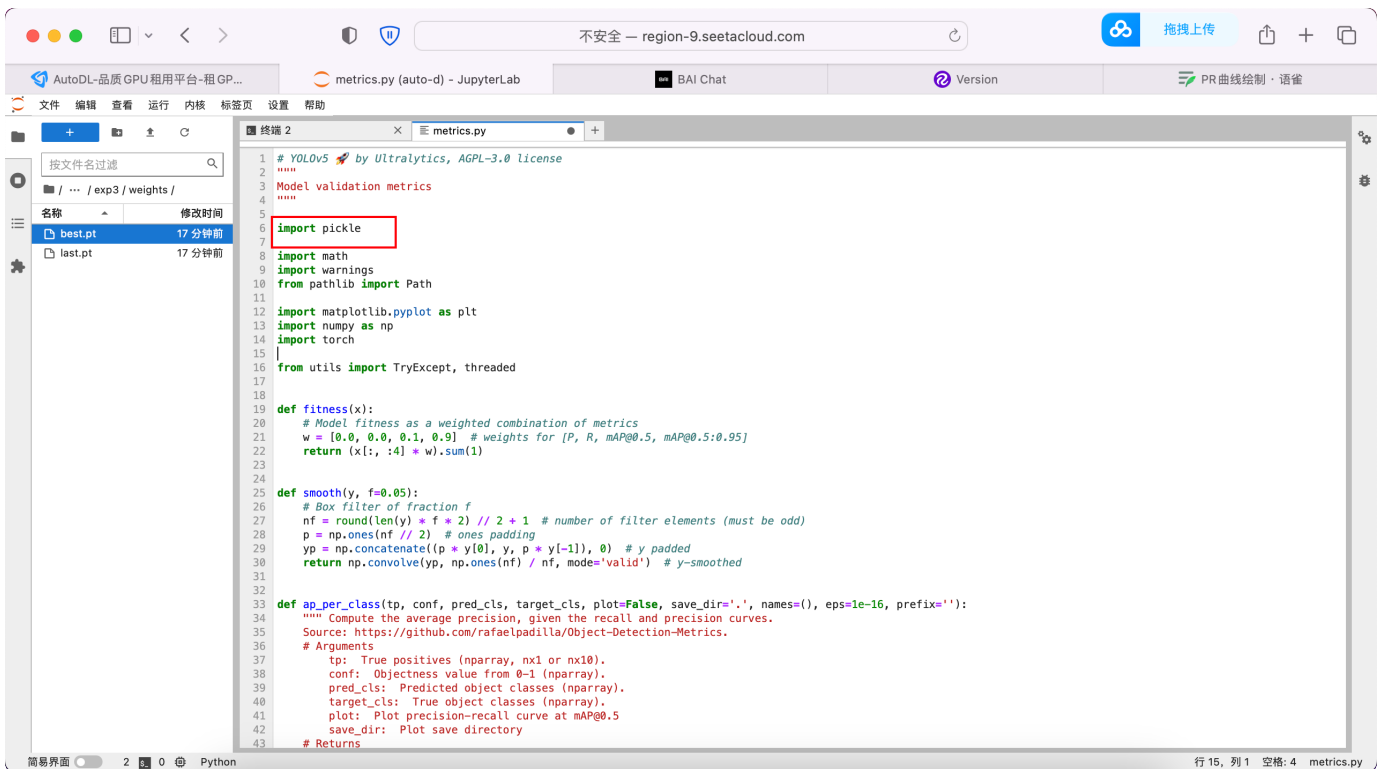 不安全 — region-9.seetacloud.com
拖拽上传
AutoDL-品质GPU租用平台-租GP...
metrics.py (auto-d) - JupyterLab
BAI Chat
Version
PR曲线绘制 · 语雀
文件 编辑 查看 运行 内核 标签页 设置 帮助
终端 2
metrics.py
按文件名过滤
/ ··· / exp3 / weights /
名称 修改时间
best.pt 17 分钟前
last.pt 17 分钟前
1 # YOLOv5 🚀 by Ultralytics, AGPL-3.0 license
2 """
3 Model validation metrics
4 """
5
6 import pickle
7
8 import math
9 import warnings
10 from pathlib import Path
11
12 import matplotlib.pyplot as plt
13 import numpy as np
14 import torch
15
16 from utils import TryExcept, threaded
17
18
19 def fitness(x):
20     # Model fitness as a weighted combination of metrics
21     w = [0.0, 0.0, 0.1, 0.9]  # weights for [P, R, mAP@0.5, mAP@0.5:0.95]
22     return (x[:, :4] * w).sum(1)
23
24
25 def smooth(y, f=0.05):
26     # Box filter of fraction f
27     nf = round(len(y) * f * 2) // 2 + 1  # number of filter elements (must be odd)
28     p = np.ones(nf // 2)  # ones padding
29     yp = np.concatenate((p * y[0], y, p * y[-1]), 0)  # y padded
30     return np.convolve(yp, np.ones(nf) / nf, mode='valid')  # y-smoothed
31
32
33 def ap_per_class(tp, conf, pred_cls, target_cls, plot=False, save_dir='.', names=(), eps=1e-16, prefix=''):
34     """ Compute the average precision, given the recall and precision curves.
35     Source: https://github.com/rafaelpadilla/Object-Detection-Metrics.
36     # Arguments
37         tp:  True positives (nparray, nx1 or nx10).
38         conf:  Objectness value from 0-1 (nparray).
39         pred_cls:  Predicted object classes (nparray).
40         target_cls:  True object classes (nparray).
41         plot:  Plot precision-recall curve at mAP@0.5
42         save_dir:  Plot save directory
43     # Returns
简易界面 2 0 Python 行 15, 列 1 空格: 4 metrics.py